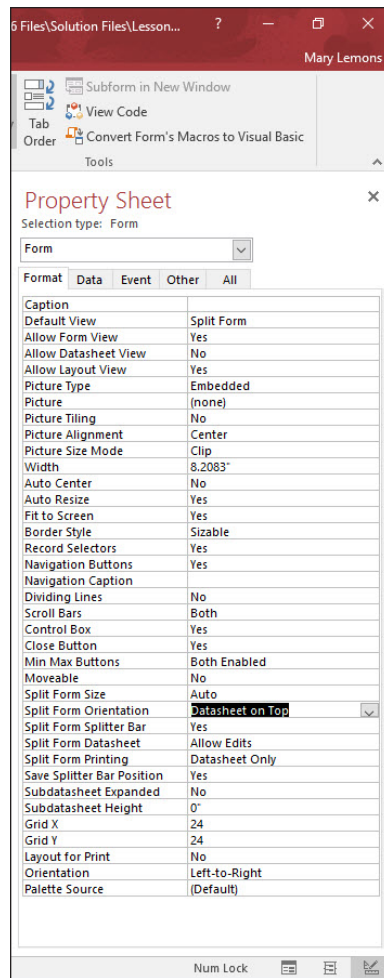 6 Files\Solution Files\Lesson... ?
Mary Lemons
Tab Order
Subform in New Window
View Code
Convert Form's Macros to Visual Basic
Tools
Property Sheet
Selection type: Form
Form
Format Data Event Other All
Caption
Default View Split Form
Allow Form View Yes
Allow Datasheet View No
Allow Layout View Yes
Picture Type Embedded
Picture (none)
Picture Tiling No
Picture Alignment Center
Picture Size Mode Clip
Width 8.2083"
Auto Center No
Auto Resize Yes
Fit to Screen Yes
Border Style Sizable
Record Selectors Yes
Navigation Buttons Yes
Navigation Caption
Dividing Lines No
Scroll Bars Both
Control Box Yes
Close Button Yes
Min Max Buttons Both Enabled
Moveable No
Split Form Size Auto
Split Form Orientation Datasheet on Top
Split Form Splitter Bar Yes
Split Form Datasheet Allow Edits
Split Form Printing Datasheet Only
Save Splitter Bar Position Yes
Subdatasheet Expanded No
Subdatasheet Height 0"
Grid X 24
Grid Y 24
Layout for Print No
Orientation Left-to-Right
Palette Source (Default)
Num Lock